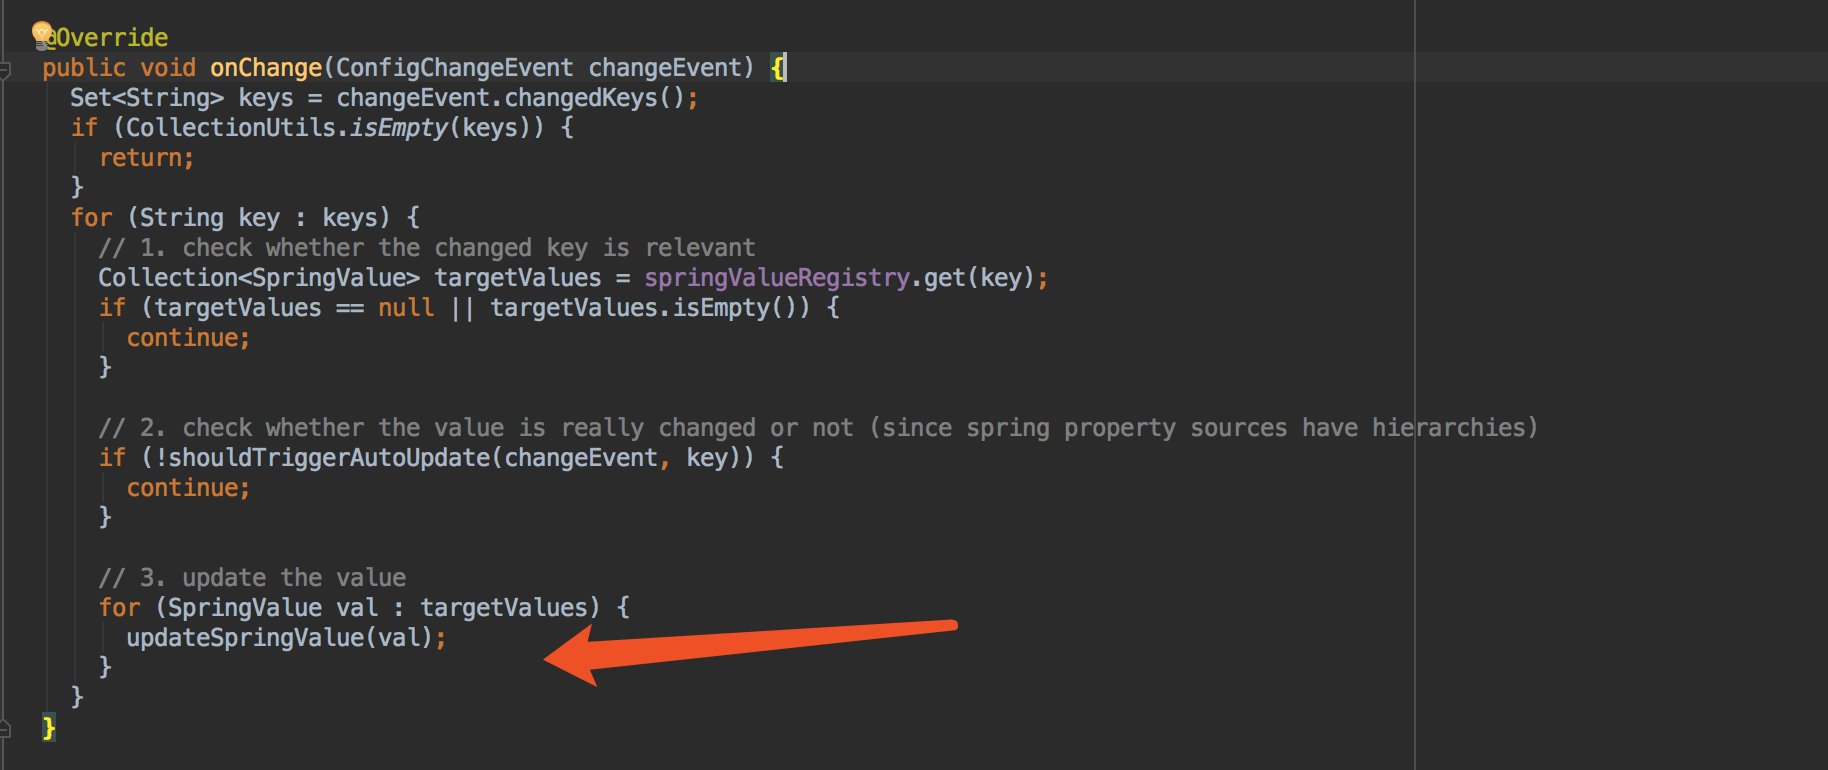 @Override
public void onChange(ConfigChangeEvent changeEvent) {
Set<String> keys = changeEvent.changedKeys();
if (CollectionUtils.isEmpty(keys)) {
return;
}
for (String key : keys) {
// 1. check whether the changed key is relevant
Collection<SpringValue> targetValues = springValueRegistry.get(key);
if (targetValues == null || targetValues.isEmpty()) {
continue;
}
// 2. check whether the value is really changed or not (since spring property sources have hierarchies)
if (!shouldTriggerAutoUpdate(changeEvent, key)) {
continue;
}
// 3. update the value
for (SpringValue val : targetValues) {
updateSpringValue(val);
}
}
}